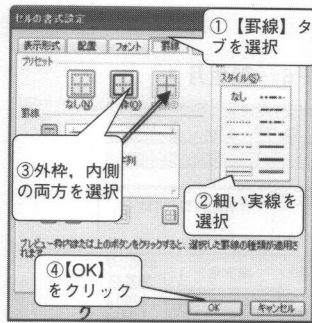 セルの書式設定
①【罫線】タ
ブを選択
表示形式 配置 フォント 罫線
プリセット
なし(N)
枠(O)
罫線
スタイル(S):
なし
③外枠，内側
の両方を選択
字列
②細い実線を
選択
プレビュー枠内または上のボタンをクリックすると、選択した罫線の種類が適用さ
れます。
④【OK】
をクリック
OK キャンセル
ク